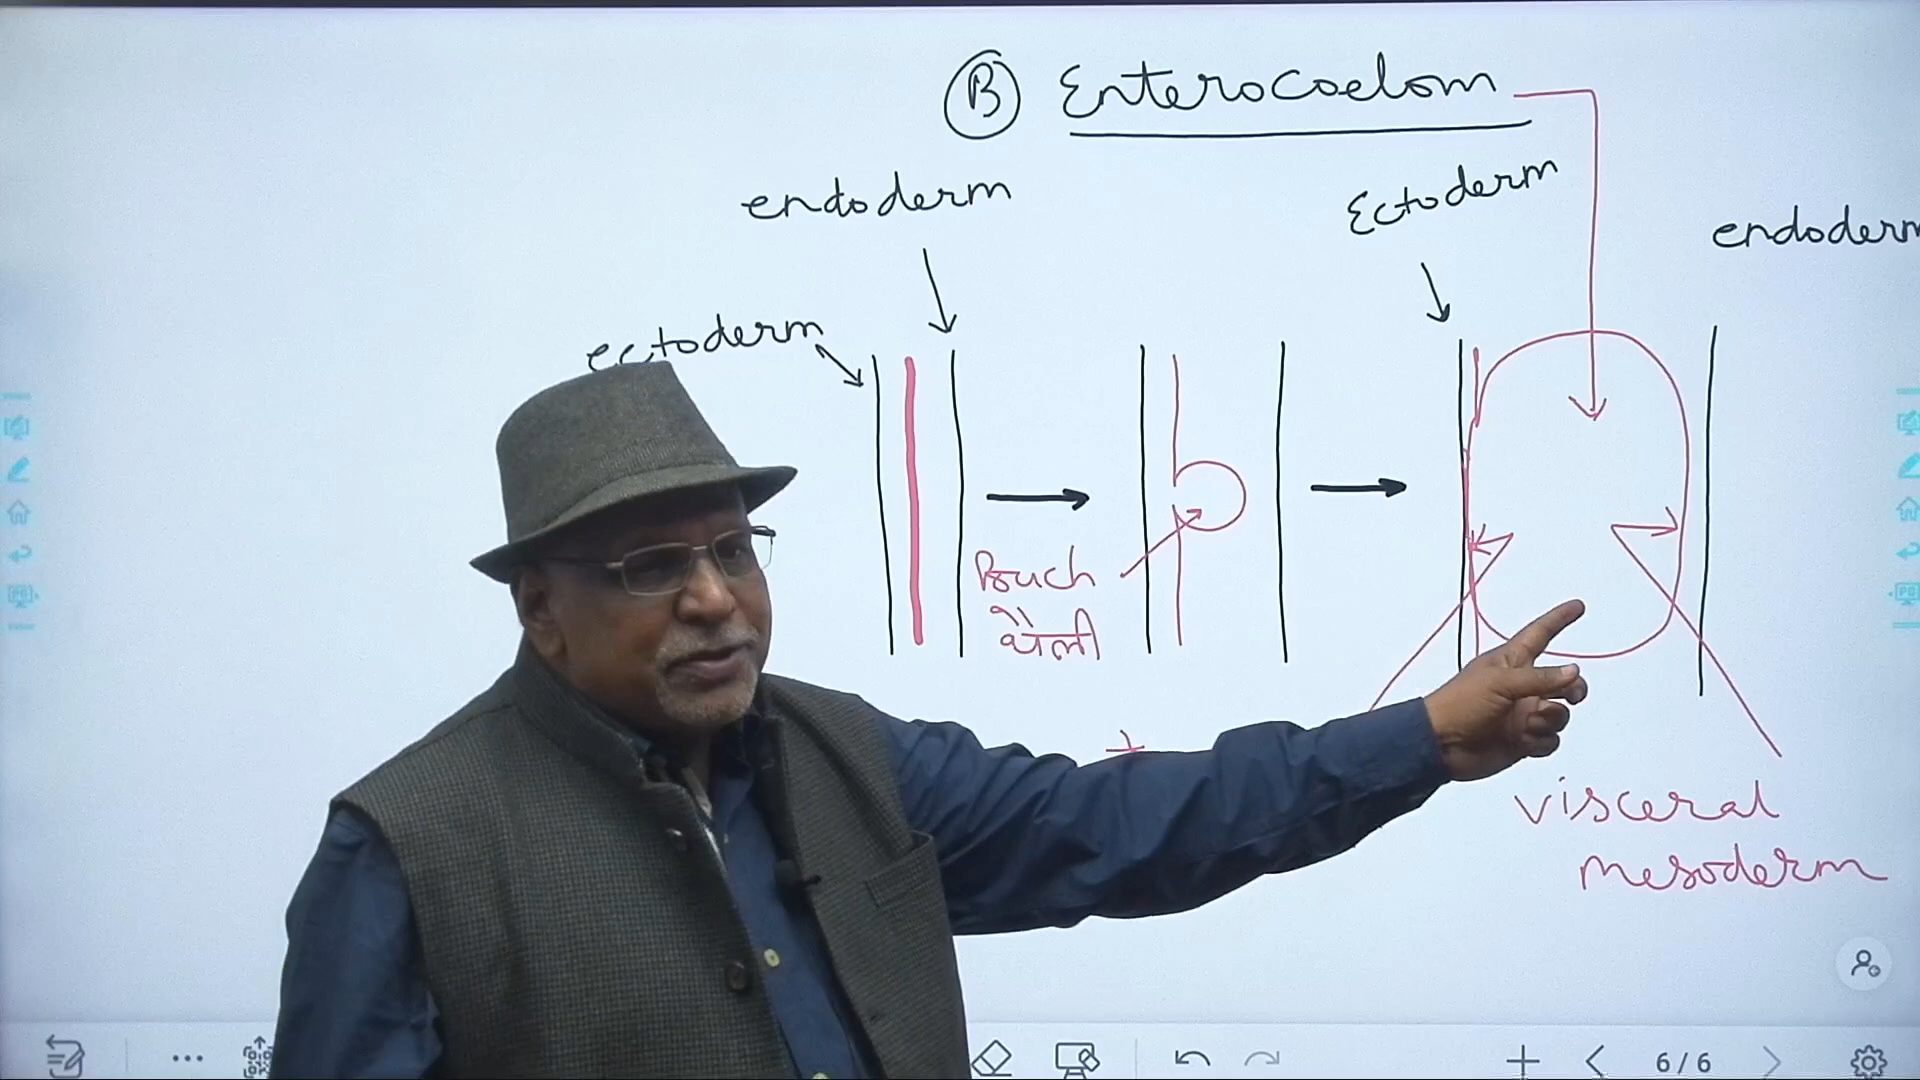 B Enterocoelom
endoderm
Ectoderm
endoderm
ectoderm
Pouch
थैली
visceral
mesoderm
6/6